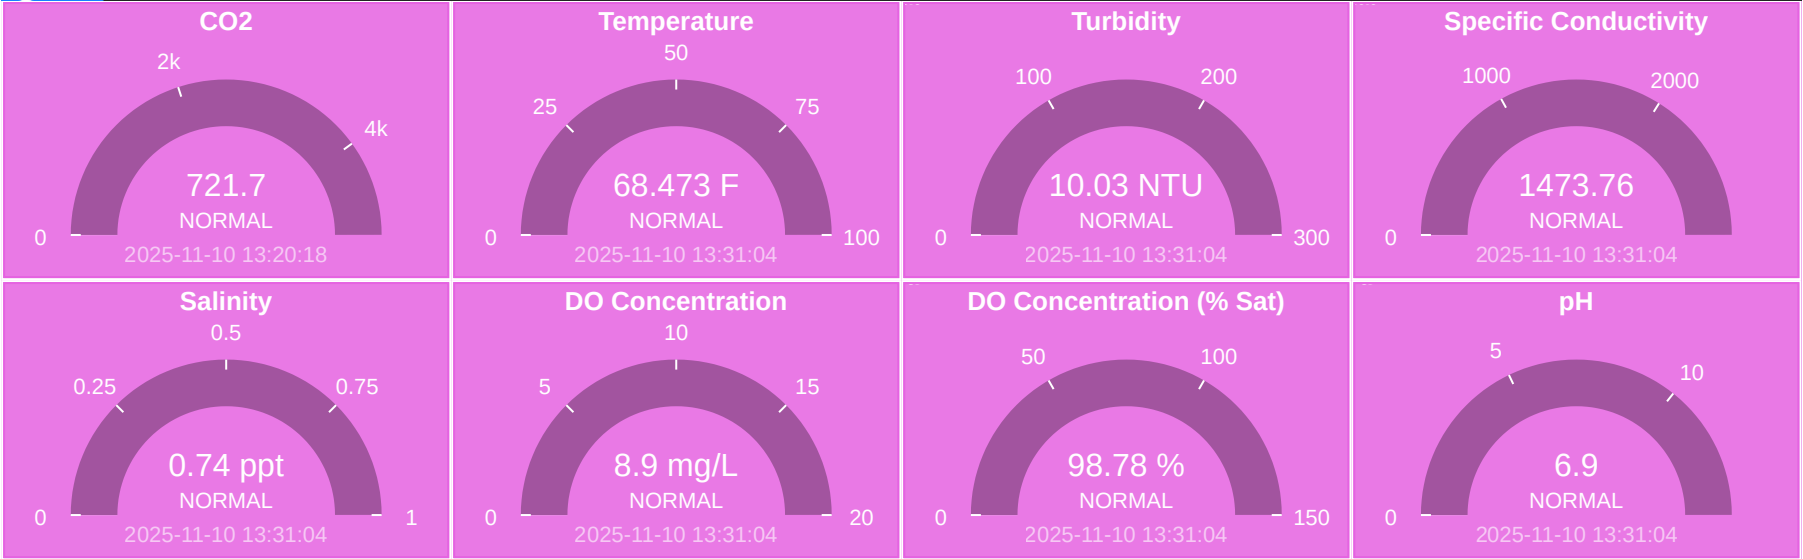 CO2
2k
4k
0
721.7
NORMAL
2025-11-10 13:20:18
Temperature
50
25
75
0
100
68.473 F
NORMAL
2025-11-10 13:31:04
Turbidity
100
200
0
300
10.03 NTU
NORMAL
2025-11-10 13:31:04
Specific Conductivity
1000
2000
0
1473.76
NORMAL
2025-11-10 13:31:04
Salinity
0.5
0.25
0.75
0
1
0.74 ppt
NORMAL
2025-11-10 13:31:04
DO Concentration
10
5
15
0
20
8.9 mg/L
NORMAL
2025-11-10 13:31:04
DO Concentration (% Sat)
50
100
0
150
98.78 %
NORMAL
2025-11-10 13:31:04
pH
5
10
0
6.9
NORMAL
2025-11-10 13:31:04